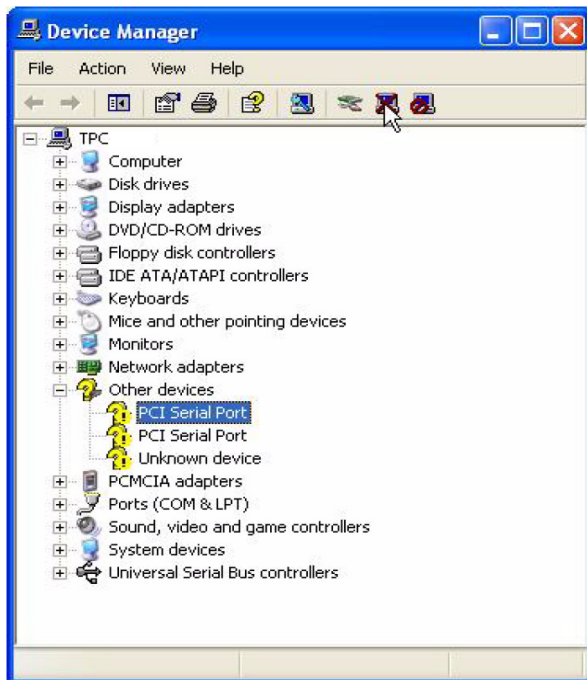 Device Manager
File Action View Help
TPC
Computer
Disk drives
Display adapters
DVD/CD-ROM drives
Floppy disk controllers
IDE ATA/ATAPI controllers
Keyboards
Mice and other pointing devices
Monitors
Network adapters
Other devices
PCI Serial Port
PCI Serial Port
Unknown device
PCMCIA adapters
Ports (COM & LPT)
Sound, video and game controllers
System devices
Universal Serial Bus controllers